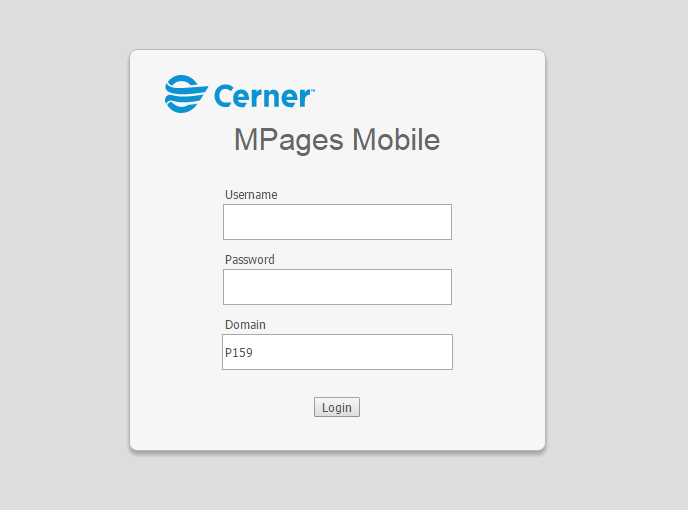 Cerner™
MPages Mobile
Username
Password
Domain
P159
Login